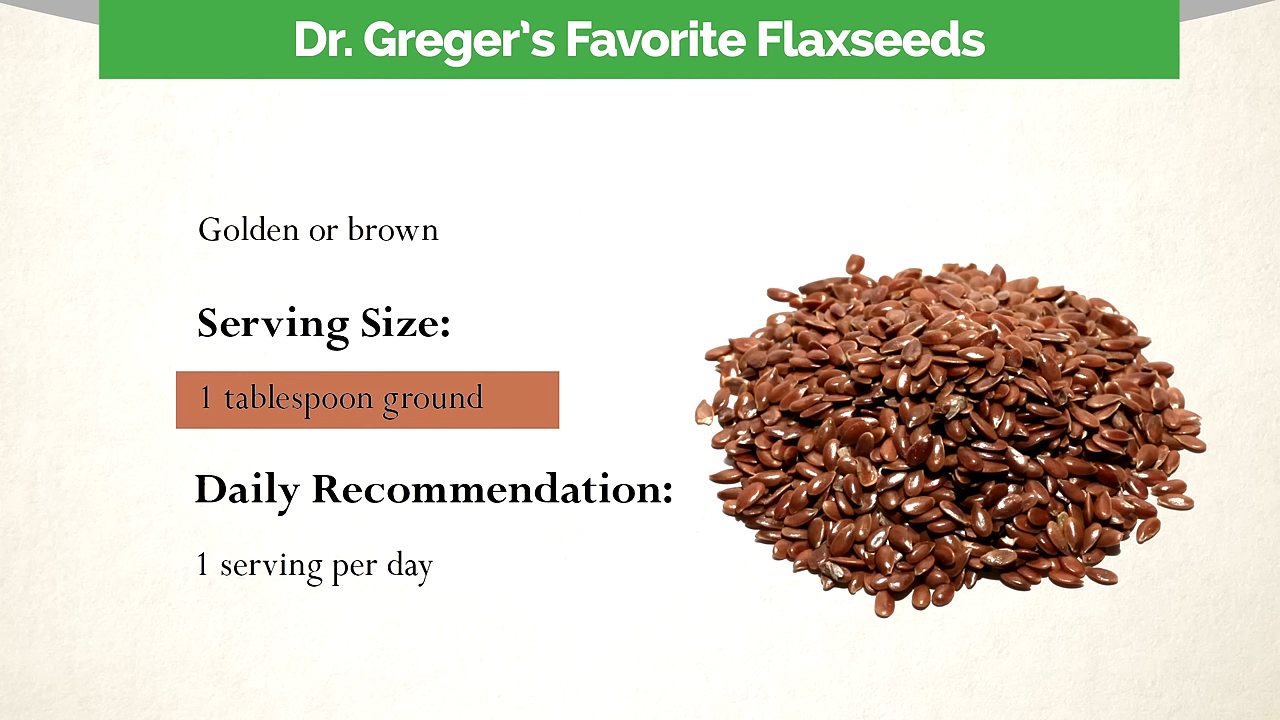 Dr. Greger’s Favorite Flaxseeds
Golden or brown
Serving Size:
1 tablespoon ground
Daily Recommendation:
1 serving per day